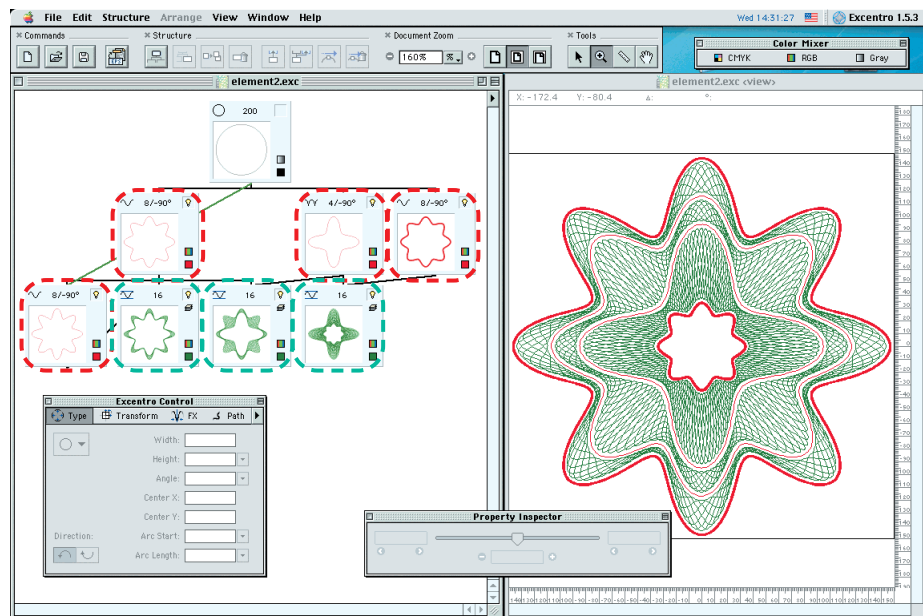 File Edit Structure Arrange View Window Help
Wed 14:31:27
Excentro 1.5.3
Commands
Structure
Document Zoom
Tools
160%
%
Color Mixer
CMYK RGB Gray
element2.exc
200
8/-90°
4/-90°
8/-90°
8/-90°
16
16
16
Excentro Control
Type Transform FX Path
Width:
Height:
Angle:
Center X:
Center Y:
Direction:
Arc Start:
Arc Length:
element2.exc <view>
X: -172.4 Y: -80.4
Property Inspector